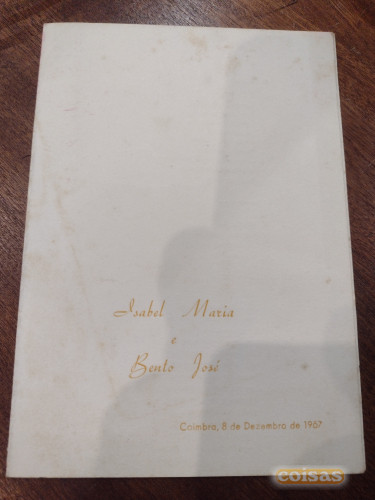 Isabel Maria
e
Bento José
Coimbra, 8 de Dezembro de 1967
coisas